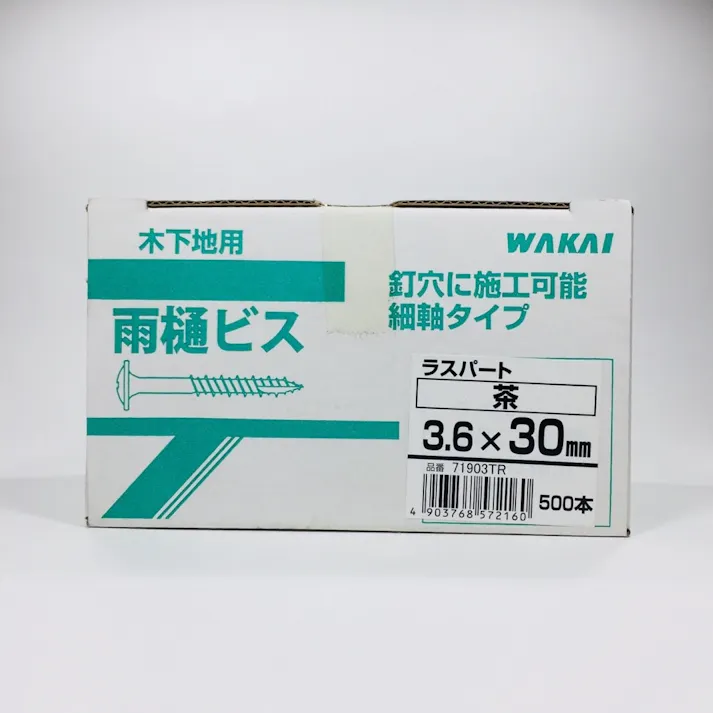 木下地用
WAKAI
釘穴に施工可能
細軸タイプ
雨樋ビス
ラスパート
茶
3.6×30mm
品番 71903TR
500本
4 903768 572160